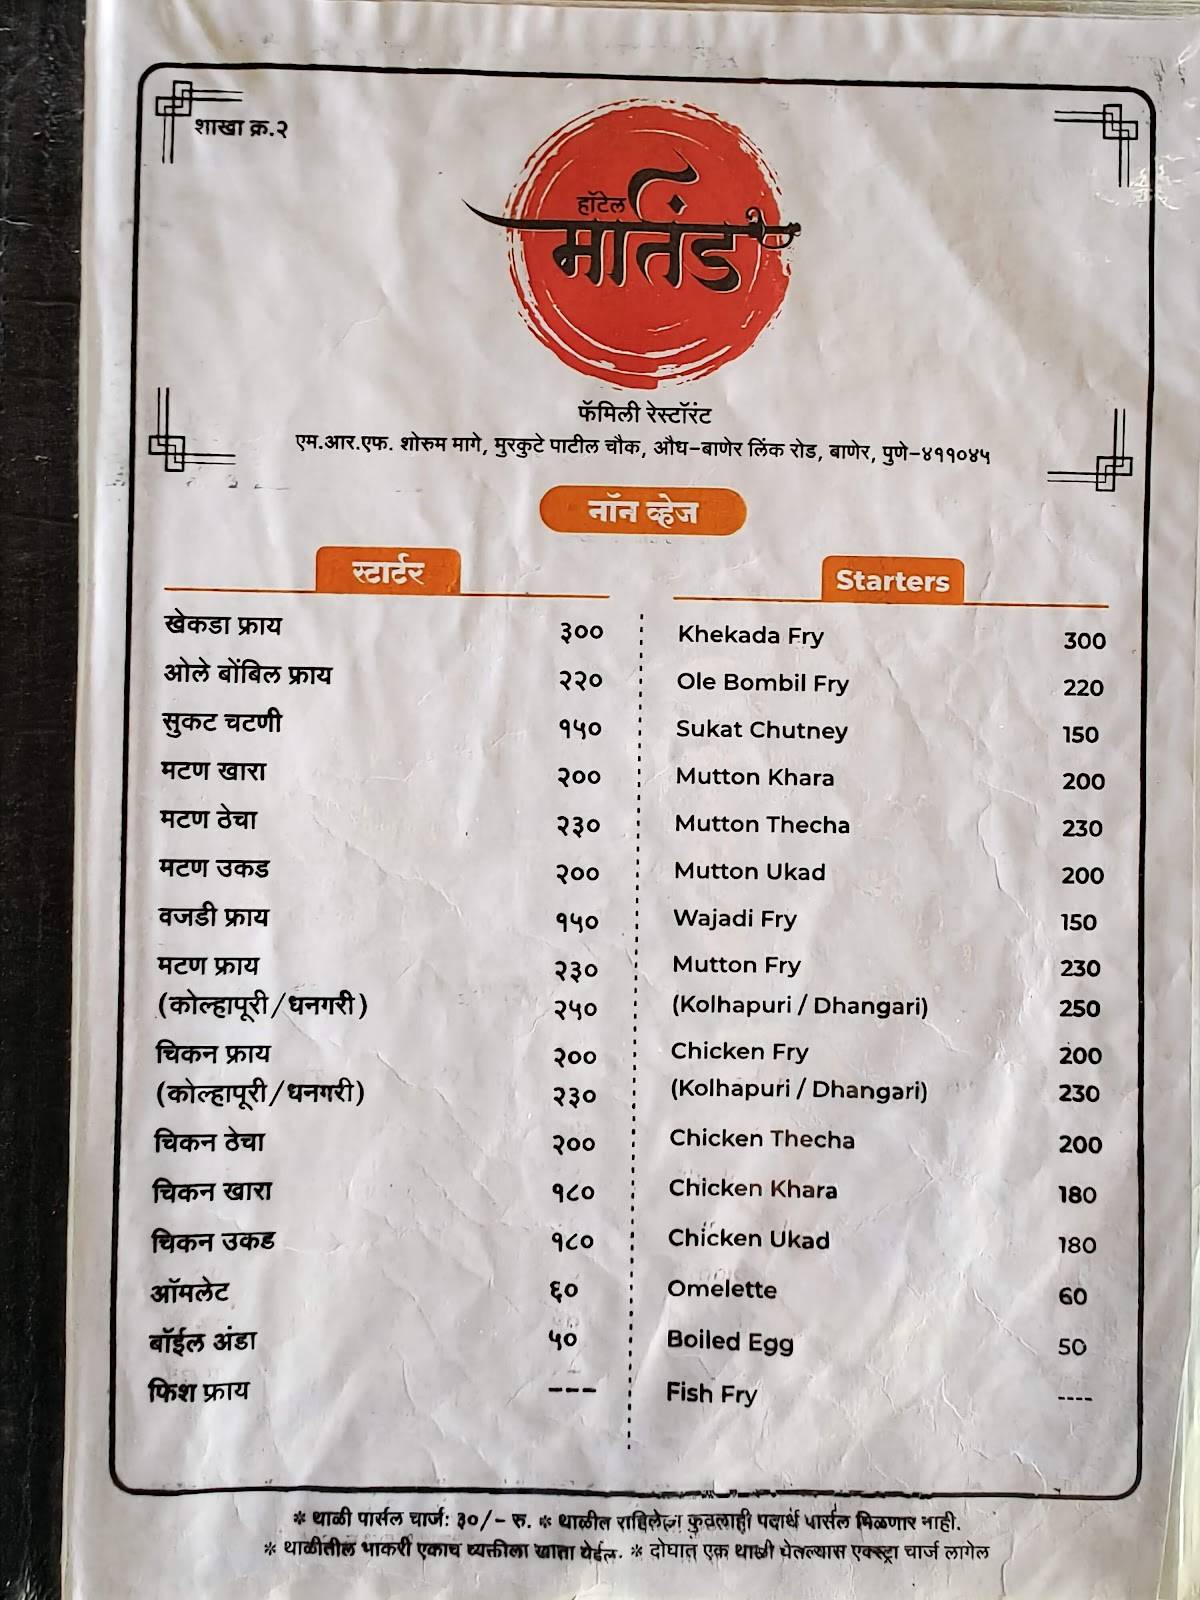 शाखा क्र.२
हॉटेल
मार्तंड
फॅमिली रेस्टॉरंट
एम.आर.एफ. शोरुम मागे, मुरकुटे पाटील चौक, औध-बाणेर लिंक रोड, बाणेर, पुणे-४११०४५
नॉन व्हेज
स्टार्टर
खेकडा फ्राय ३००
ओले बोंबिल फ्राय २२०
सुकट चटणी १५०
मटण खारा २००
मटण ठेचा २३०
मटण उकड २००
वजडी फ्राय १५०
मटण फ्राय २३०
(कोल्हापूरी/धनगरी) २५०
चिकन फ्राय २००
(कोल्हापूरी/धनगरी) २३०
चिकन ठेचा २००
चिकन खारा १८०
चिकन उकड १८०
ऑमलेट ६०
बॉईल अंडा ५०
फिश फ्राय ---
Starters
Khekada Fry 300
Ole Bombil Fry 220
Sukat Chutney 150
Mutton Khara 200
Mutton Thecha 230
Mutton Ukad 200
Wajadi Fry 150
Mutton Fry 230
(Kolhapuri / Dhangari) 250
Chicken Fry 200
(Kolhapuri / Dhangari) 230
Chicken Thecha 200
Chicken Khara 180
Chicken Ukad 180
Omelette 60
Boiled Egg 50
Fish Fry ----
* थाळी पार्सल चार्ज: ३०/- रु. * थाळीत राहिलेला कुठलाही पदार्थ पार्सल मिळणार नाही.
* थाळीतील भाकरी एकाच व्यक्तीला खाता येईल. * दोघात एक थाळी घेतल्यास एक्स्ट्रा चार्ज लागेल